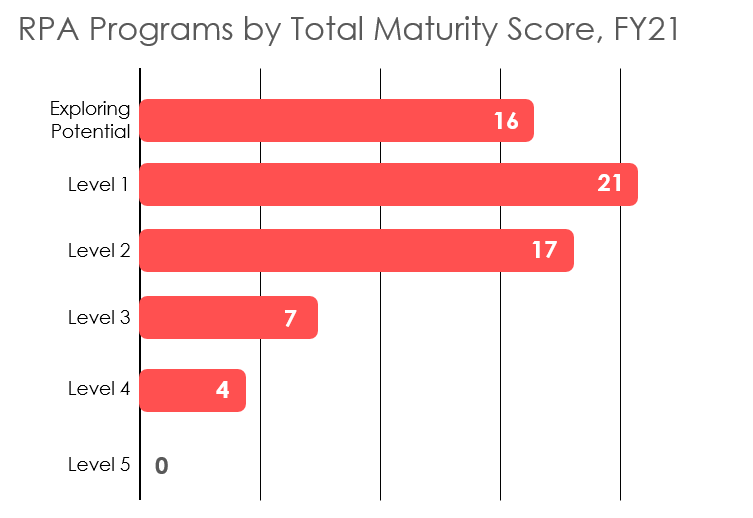 RPA Programs by Total Maturity Score, FY21
Exploring
Potential
16
Level 1
21
Level 2
17
Level 3
7
Level 4
4
Level 5
0